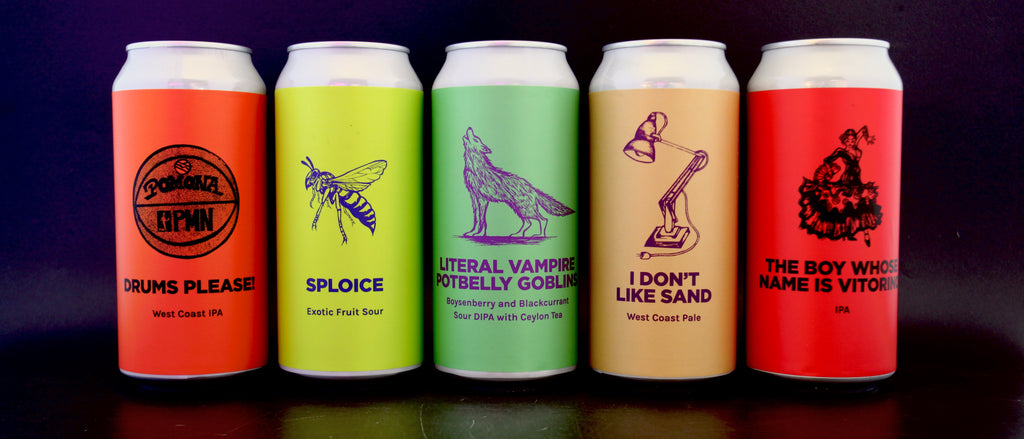 POMONA
PMN
DRUMS PLEASE!
West Coast IPA
SPLOICE
Exotic Fruit Sour
LITERAL VAMPIRE
POTBELLY GOBLINS
Boysenberry and Blackcurrant
Sour DIPA with Ceylon Tea
I DON'T
LIKE SAND
West Coast Pale
THE BOY WHOSE
NAME IS VITORINO
IPA